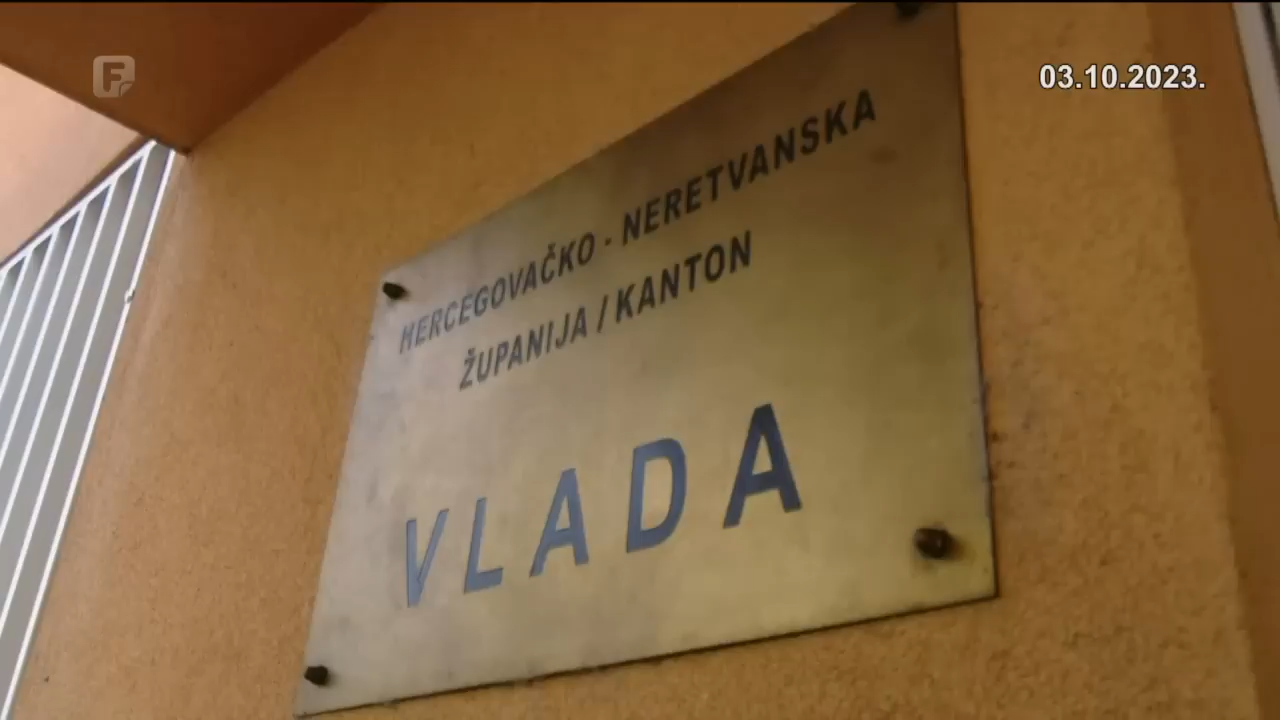 F
03.10.2023.
HERCEGOVAČKO - NERETVANSKA
ŽUPANIJA / KANTON
VLADA